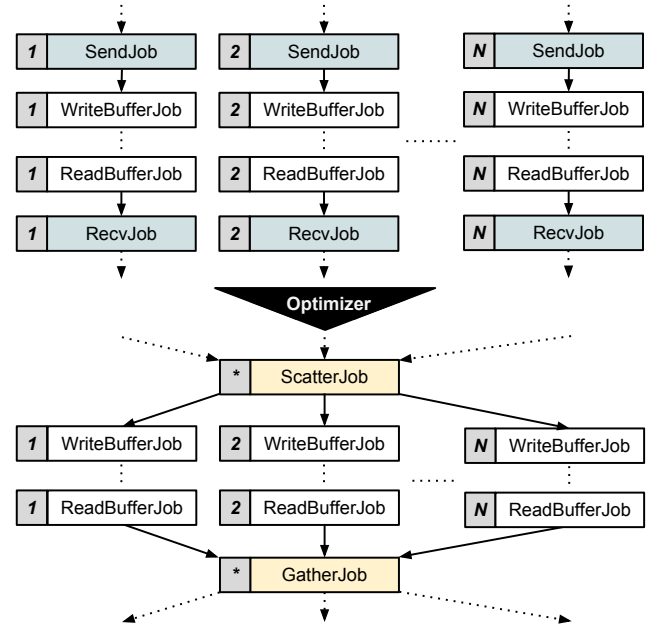 1 SendJob 2 SendJob N SendJob
1 WriteBufferJob 2 WriteBufferJob N WriteBufferJob
1 ReadBufferJob 2 ReadBufferJob N ReadBufferJob
1 RecvJob 2 RecvJob N RecvJob
Optimizer
* ScatterJob
1 WriteBufferJob 2 WriteBufferJob N WriteBufferJob
1 ReadBufferJob 2 ReadBufferJob N ReadBufferJob
* GatherJob